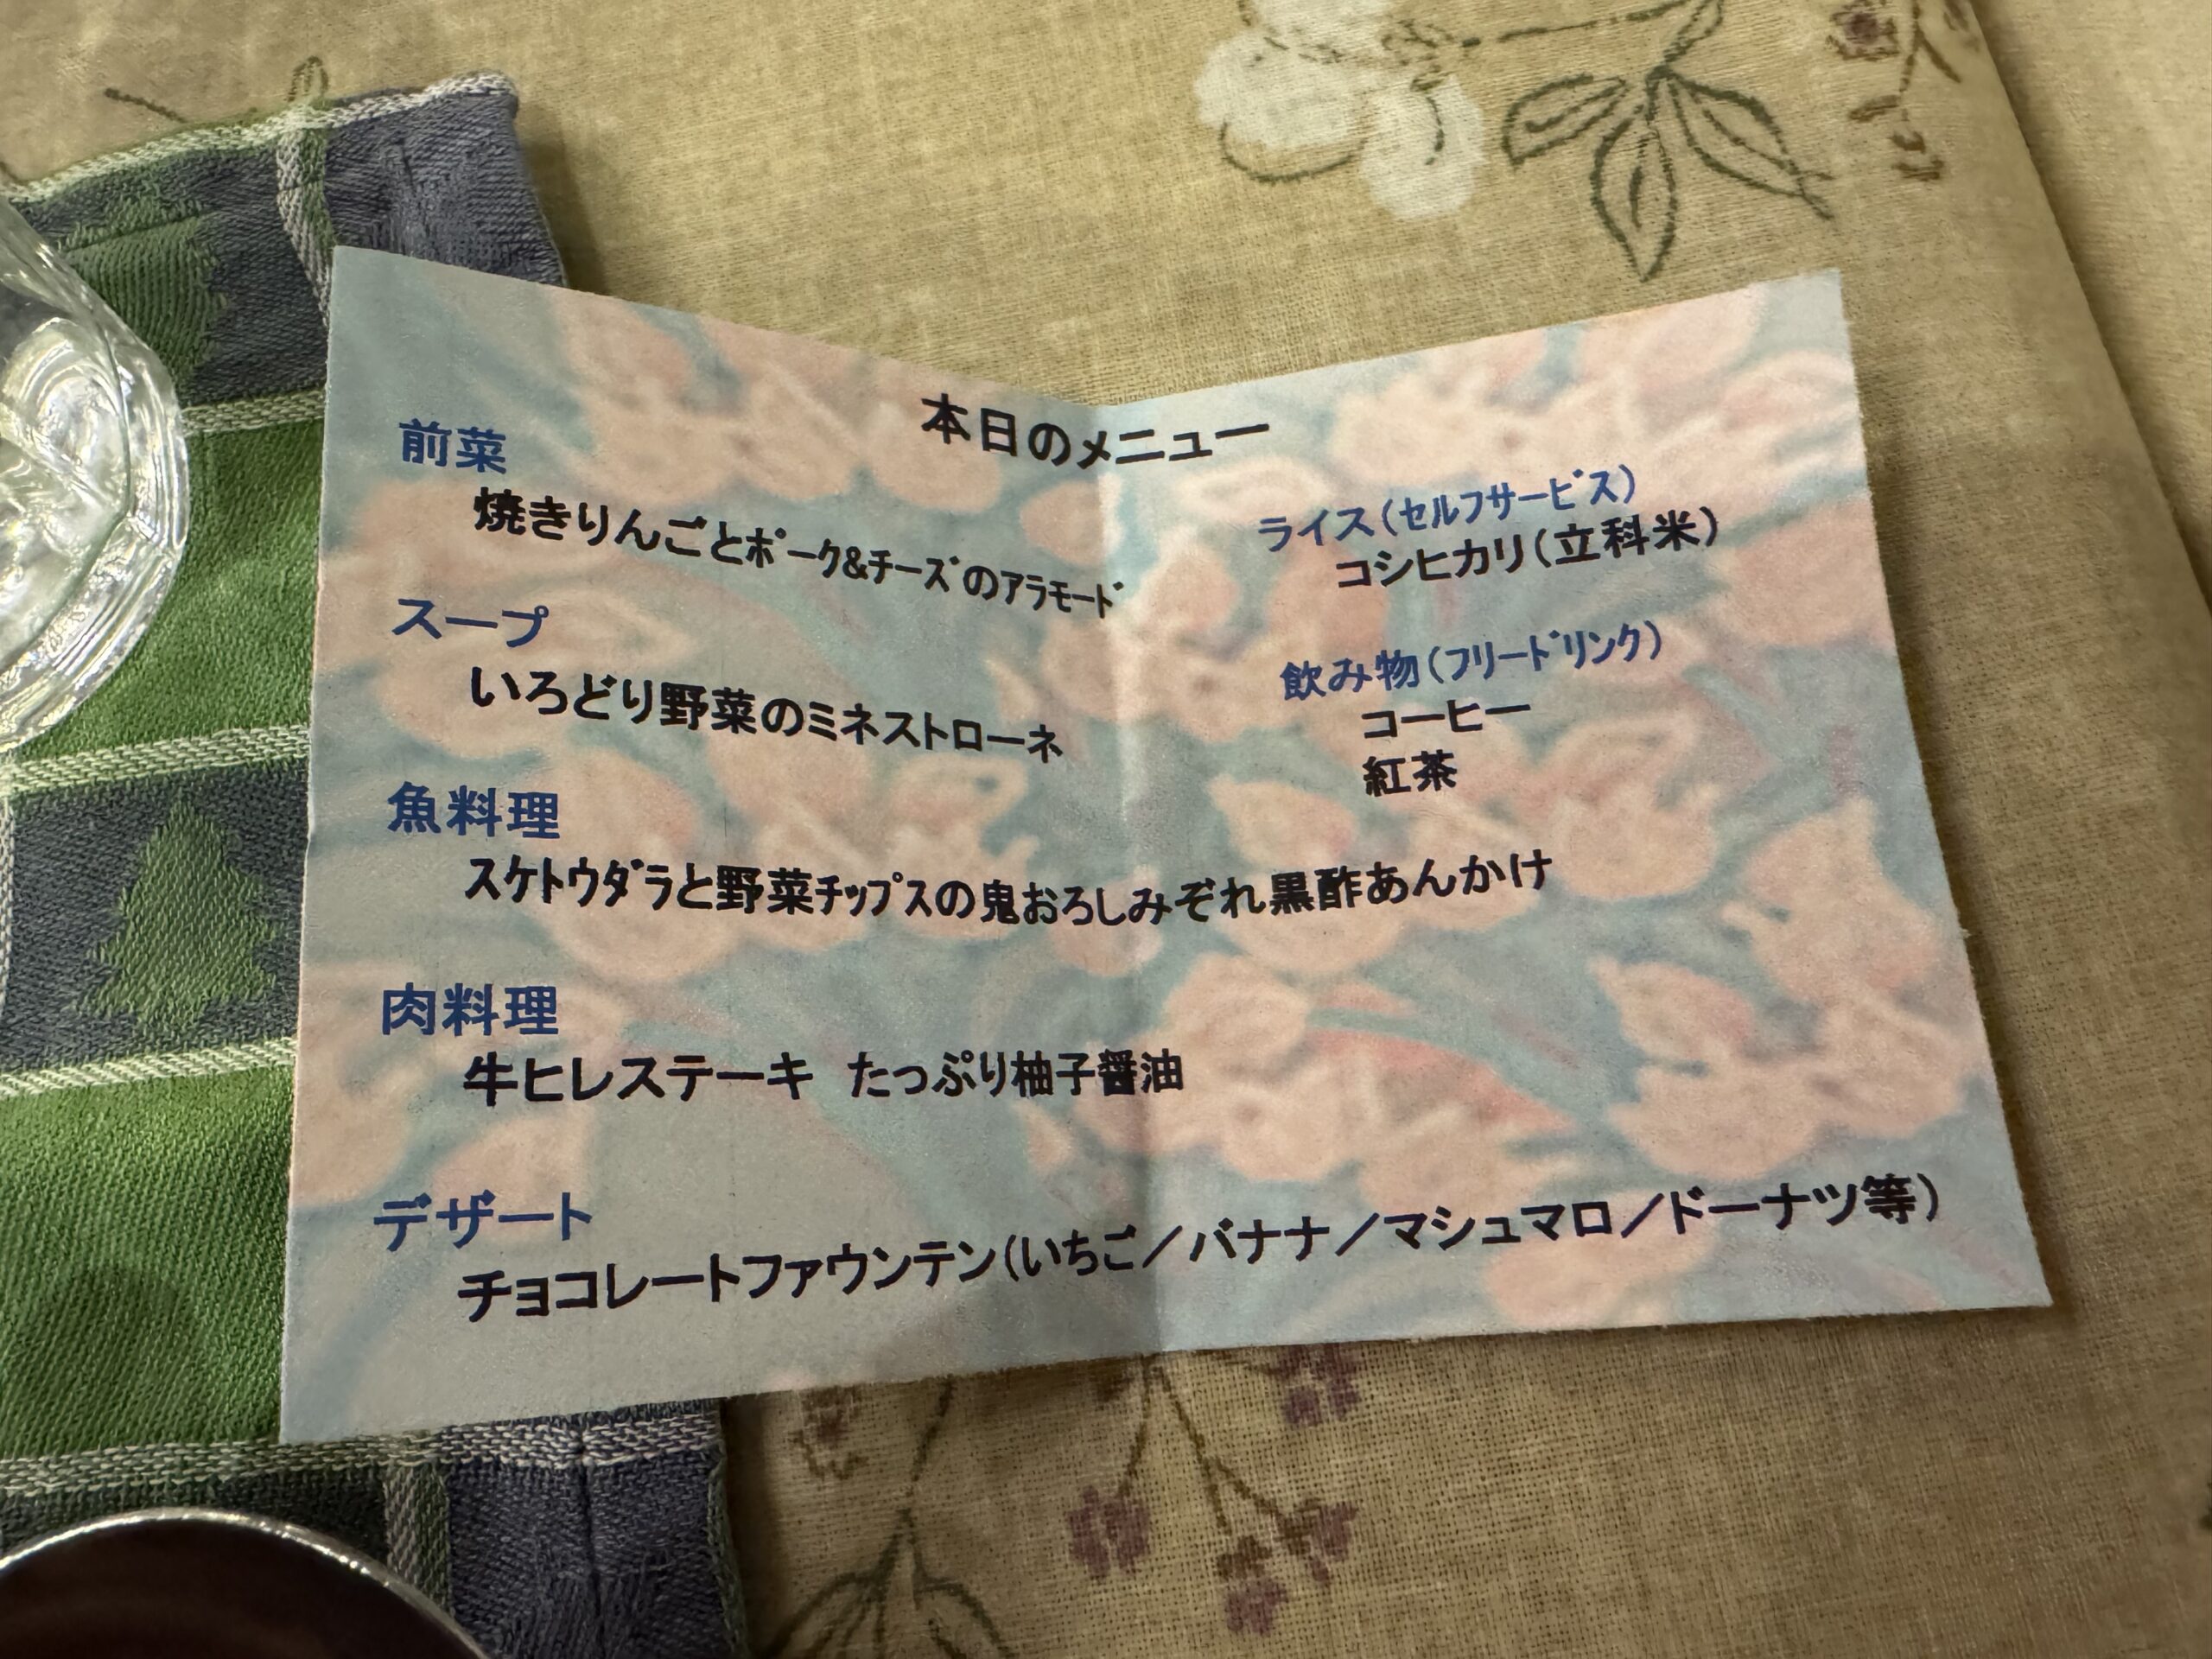 本日のメニュー
前菜
焼きりんごとﾎﾟｰｸ&ﾁｰｽﾞのｱﾗﾓｰﾄﾞ
スープ
いろどり野菜のミネストローネ
魚料理
スケトウダラと野菜チップスの鬼おろしみぞれ黒酢あんかけ
肉料理
牛ヒレステーキ　たっぷり柚子醤油
デザート
チョコレートファウンテン(いちご／バナナ／マシュマロ／ドーナツ等)
ライス(ｾﾙﾌｻｰﾋﾞｽ)
コシヒカリ(立科米)
飲み物(ﾌﾘｰﾄﾞﾘﾝｸ)
コーヒー
紅茶